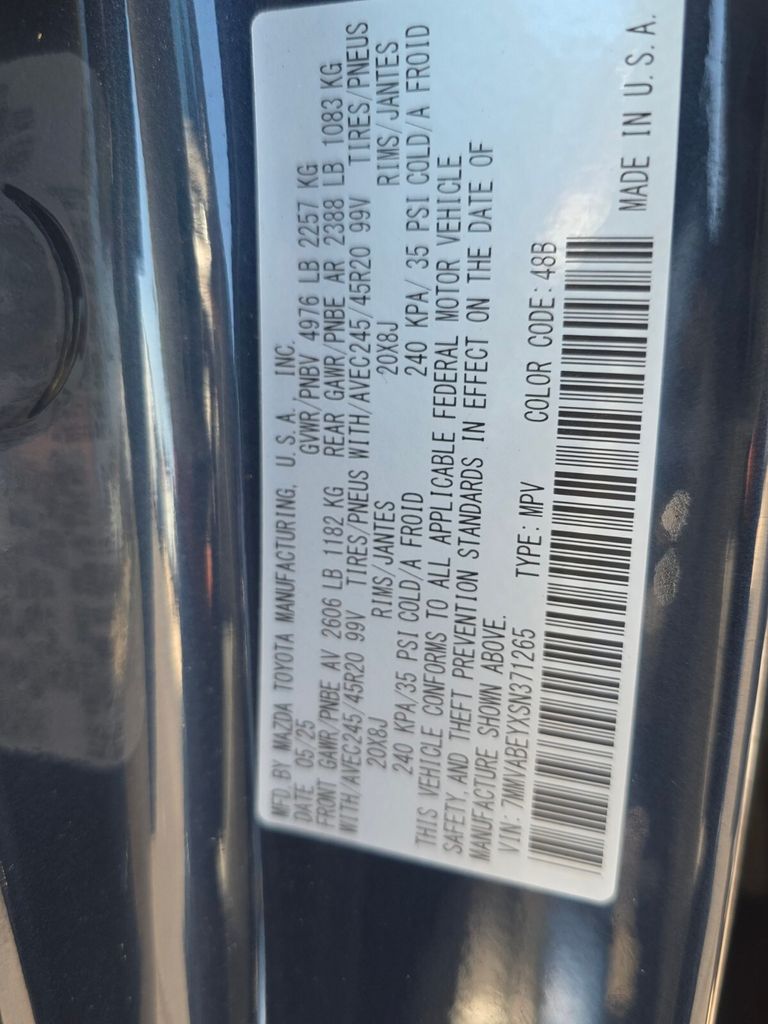 MFD. BY MAZDA TOYOTA MANUFACTURING, U.S.A., INC.
DATE 05/25 GVWR/PNBV 4976 LB 2257 KG
FRONT GAWR/PNBE AV 2606 LB 1182 KG REAR GAWR/PNBE AR 2388 LB 1083 KG
WITH/AVEC245/45R20 99V TIRES/PNEUS WITH/AVEC245/45R20 99V TIRES/PNEUS
20X8J RIMS/JANTES 20X8J RIMS/JANTES
240 KPA/35 PSI COLD/A FROID 240 KPA/ 35 PSI COLD/A FROID
THIS VEHICLE CONFORMS TO ALL APPLICABLE FEDERAL MOTOR VEHICLE
SAFETY, AND THEFT PREVENTION STANDARDS IN EFFECT ON THE DATE OF
MANUFACTURE SHOWN ABOVE.
VIN: 7MMVABEYXSN371265 TYPE: MPV COLOR CODE: 48B
MADE IN U.S.A.